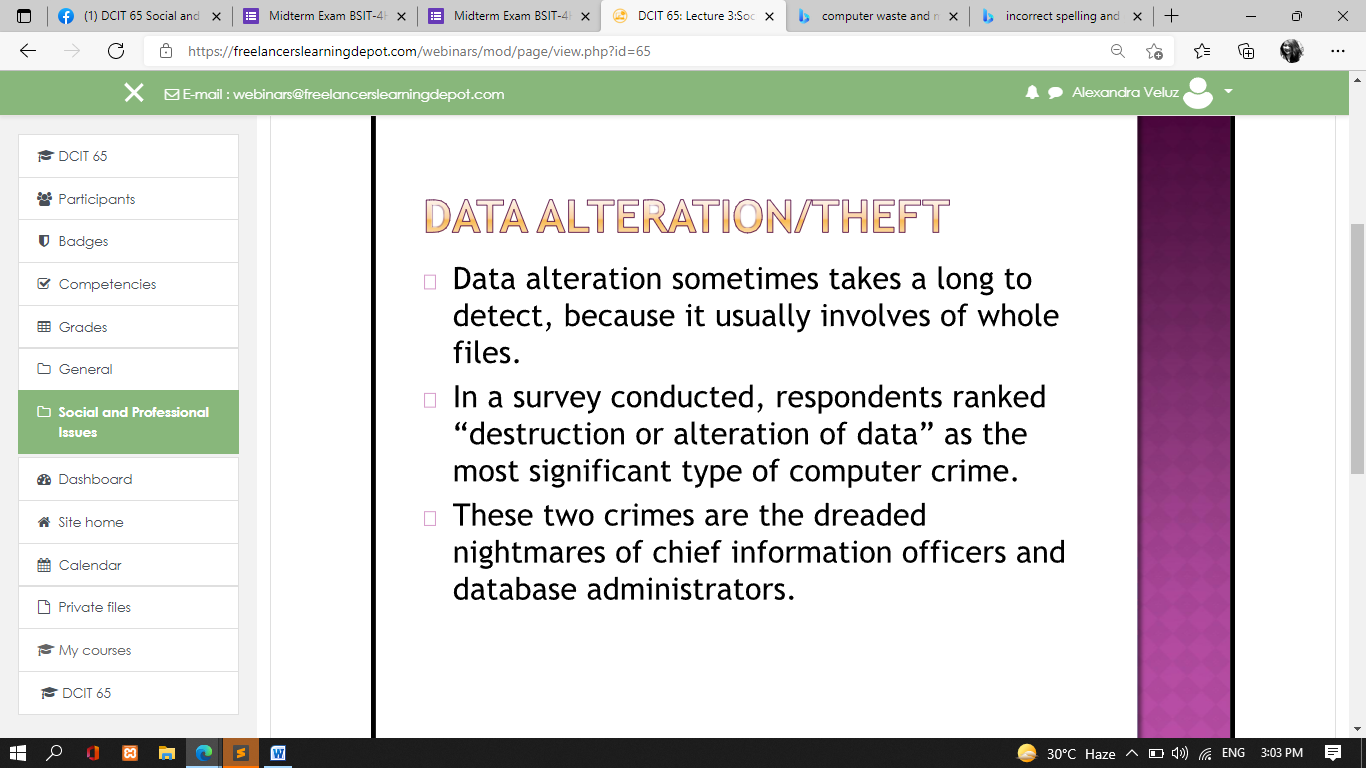 (1) DCIT 65 Social and
Midterm Exam BSIT-4
Midterm Exam BSIT-4
DCIT 65: Lecture 3:Soc
computer waste and
incorrect spelling and
https://freelancerslearningdepot.com/webinars/mod/page/view.php?id=65
E-mail : webinars@freelancerslearningdepot.com
Alexandra Veluz
DCIT 65
Participants
Badges
Competencies
Grades
General
Social and Professional
Issues
Dashboard
Site home
Calendar
Private files
My courses
DCIT 65
DATA ALTERATION/THEFT
Data alteration sometimes takes a long to
detect, because it usually involves of whole
files.
In a survey conducted, respondents ranked
“destruction or alteration of data” as the
most significant type of computer crime.
These two crimes are the dreaded
nightmares of chief information officers and
database administrators.
30°C Haze
ENG
3:03 PM